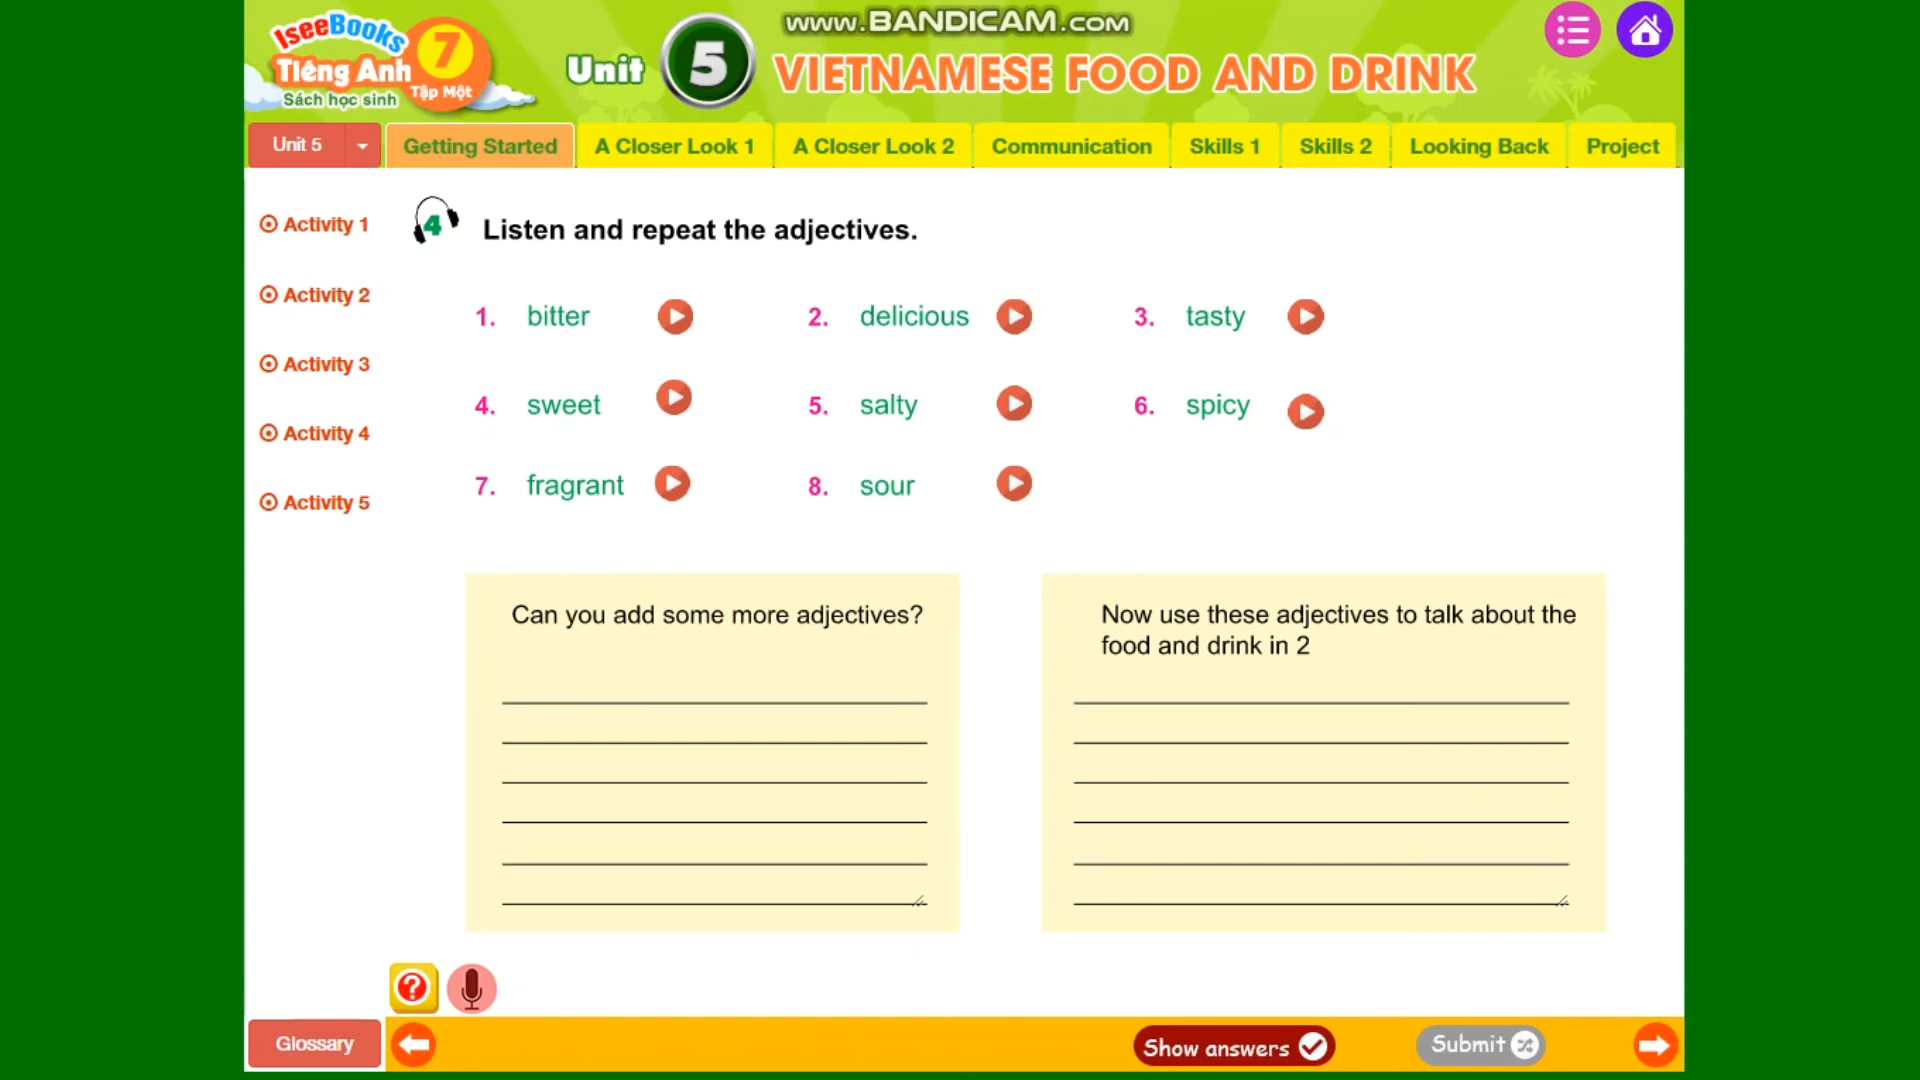 www.BANDICAM.com
IseeBooks
Tiếng Anh 7
Sách học sinh Tập Một
Unit 5 VIETNAMESE FOOD AND DRINK
Unit 5 Getting Started A Closer Look 1 A Closer Look 2 Communication Skills 1 Skills 2 Looking Back Project
Activity 1
Activity 2
Activity 3
Activity 4
Activity 5
4 Listen and repeat the adjectives.
1. bitter 2. delicious 3. tasty
4. sweet 5. salty 6. spicy
7. fragrant 8. sour
Can you add some more adjectives?
Now use these adjectives to talk about the
food and drink in 2
?
Glossary Show answers Submit